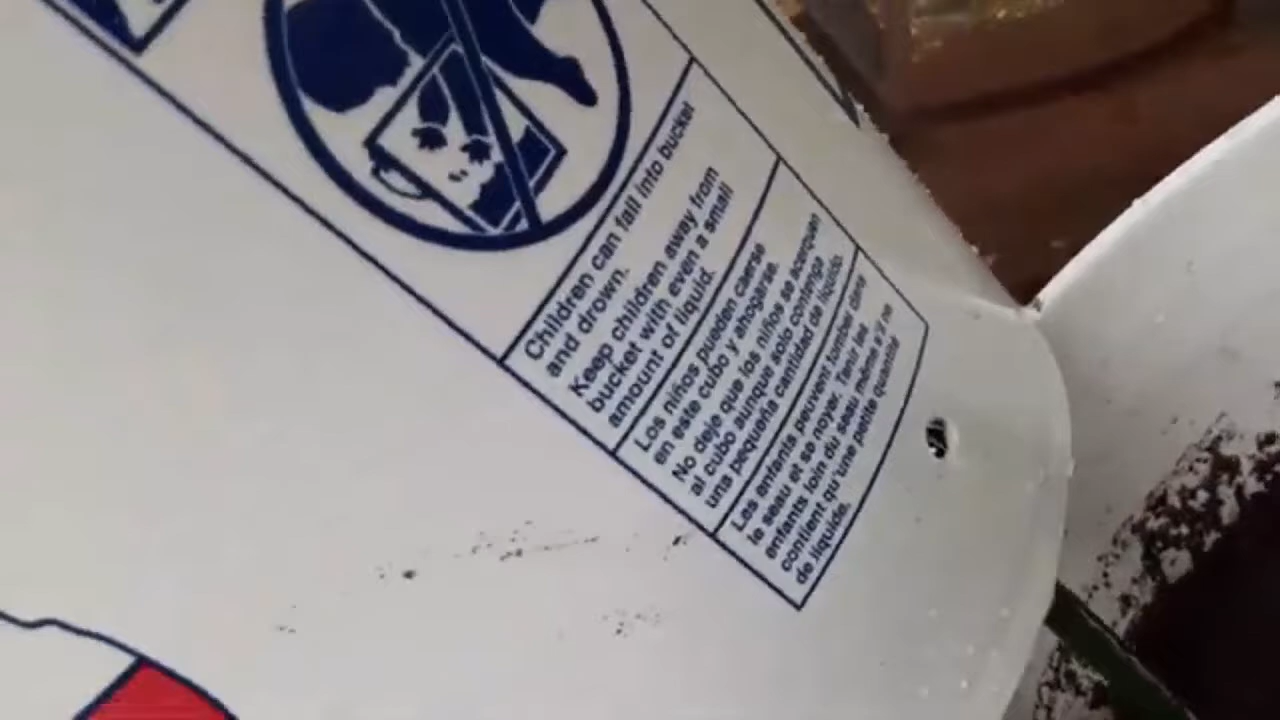 Children can fall into bucket
and drown.
Keep children away from
bucket with even a small
amount of liquid.
Los niños pueden caerse
en este cubo y ahogarse.
No deje que los niños se acerquen
al cubo aunque solo contenga
una pequeña cantidad de líquido.
Les enfants peuvent tomber dans
le seau et se noyer. Tenir les
enfants loin du seau même s'il ne
contient qu'une petite quantité
de liquide.